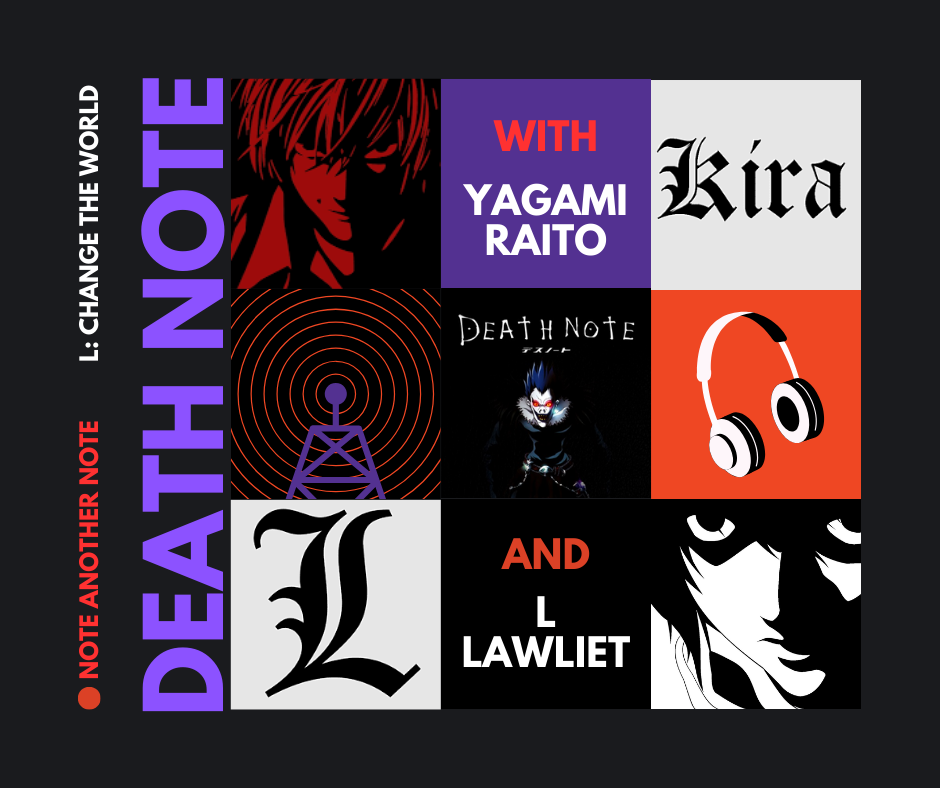 L: CHANGE THE WORLD
NOTE ANOTHER NOTE
DEATH NOTE
WITH
YAGAMI
RAITO
kira
DEATH NOTE
デスノート
L
AND
L
LAWLIET